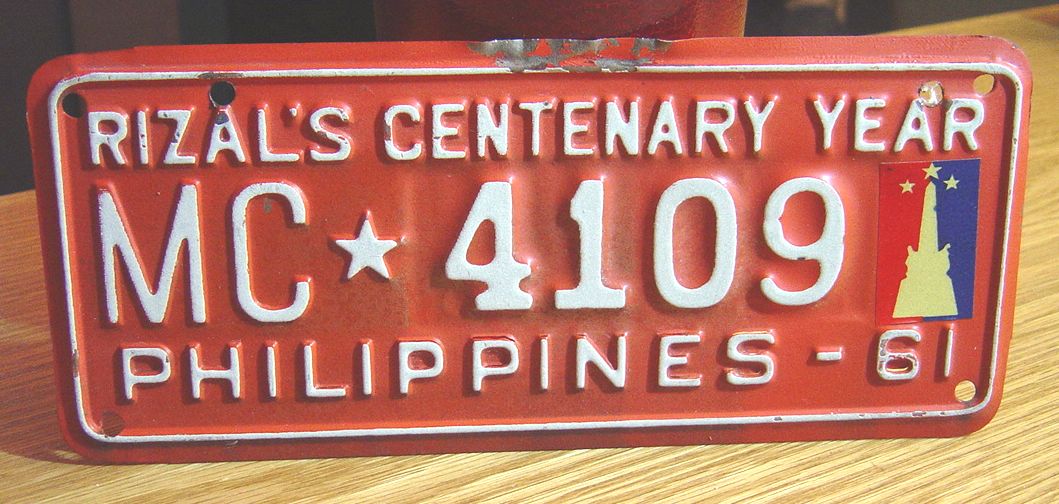 RIZAL'S CENTENARY YEAR
MC★4109
PHILIPPINES - 61